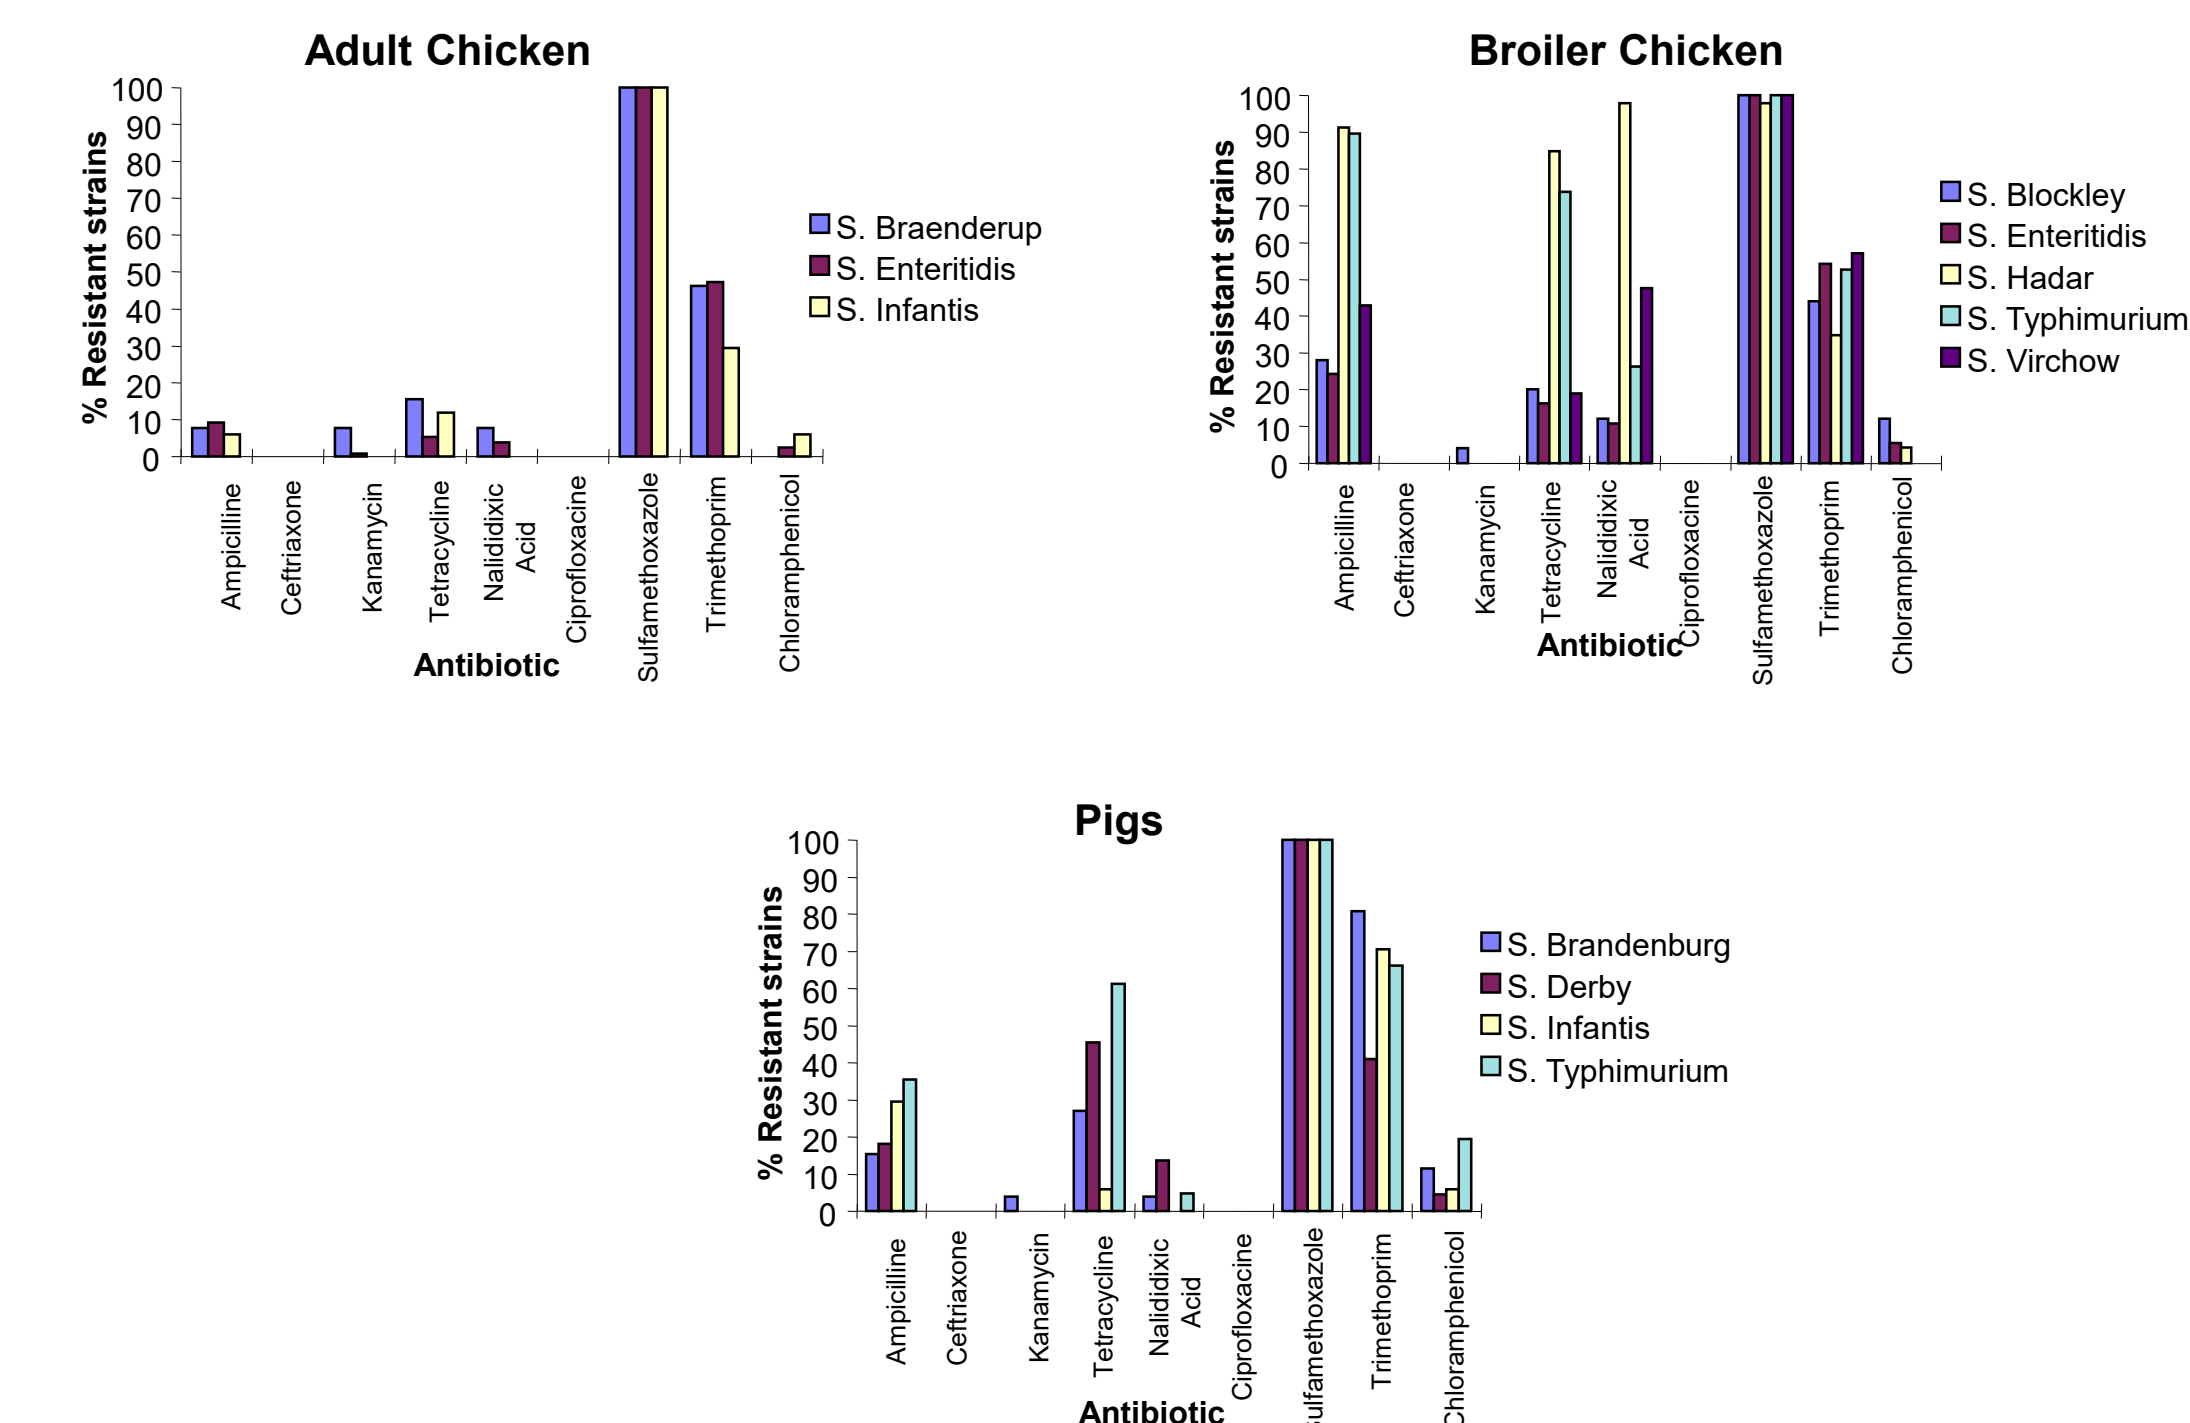 Adult Chicken
% Resistant strains
100
90
80
70
60
50
40
30
20
10
0
Ampicilline
Ceftriaxone
Kanamycin
Tetracycline
Nalididixic
Acid
Ciprofloxacine
Sulfamethoxazole
Trimethoprim
Chloramphenicol
Antibiotic
S. Braenderup
S. Enteritidis
S. Infantis
Broiler Chicken
% Resistant strains
100
90
80
70
60
50
40
30
20
10
0
Ampicilline
Ceftriaxone
Kanamycin
Tetracycline
Nalididixic
Acid
Ciprofloxacine
Sulfamethoxazole
Trimethoprim
Chloramphenicol
Antibiotic
S. Blockley
S. Enteritidis
S. Hadar
S. Typhimurium
S. Virchow
Pigs
% Resistant strains
100
90
80
70
60
50
40
30
20
10
0
Ampicilline
Ceftriaxone
Kanamycin
Tetracycline
Nalididixic
Acid
Ciprofloxacine
ulfamethoxazole
Trimethoprim
Chloramphenicol
Antibiotic
S. Brandenburg
S. Derby
S. Infantis
S. Typhimurium